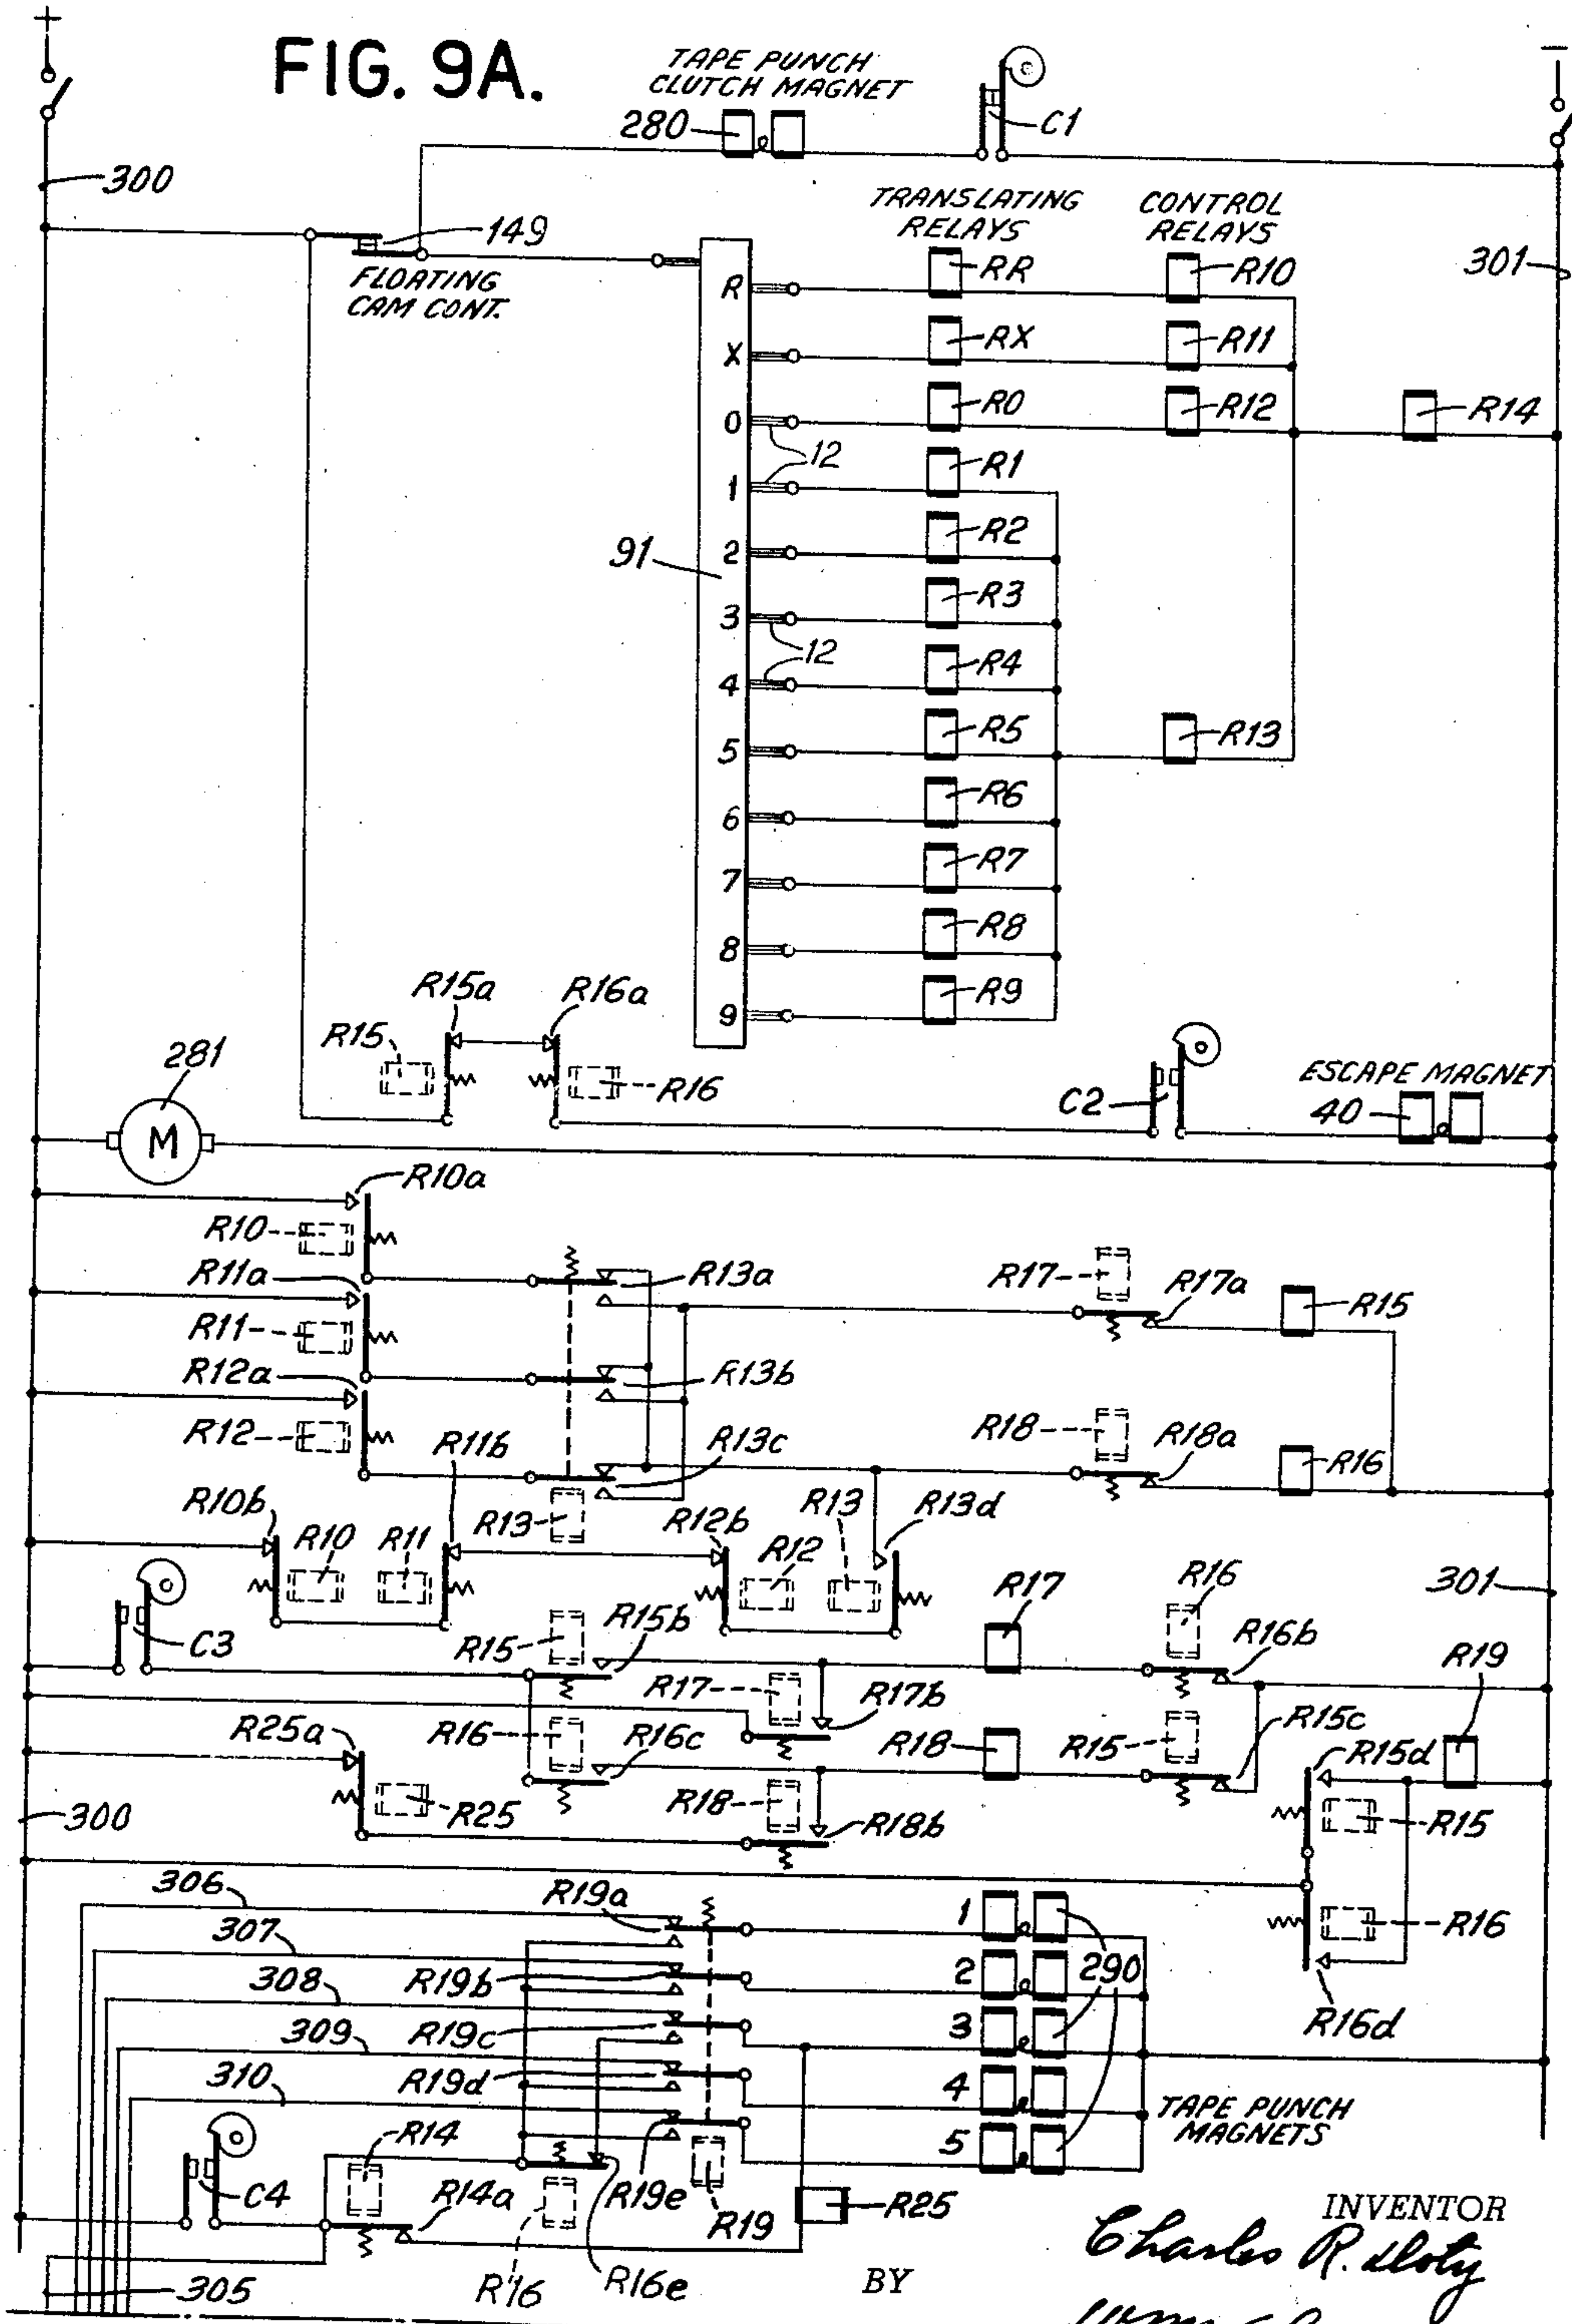 +
—
FIG. 9A.
TAPE PUNCH
CLUTCH MAGNET
280
C1
300
TRANSLATING
RELAYS
CONTROL
RELAYS
149
FLOATING
CAM CONT.
301
R
RR
R10
X
RX
R11
0
R0
R12
R14
12
1
R1
2
R2
91
3
R3
12
4
R4
5
R5
R13
6
R6
7
R7
8
R8
9
R9
R15a
R16a
R15
R16
281
M
C2
ESCAPE MAGNET
40
R10a
R10
R11a
R13a
R17
R17a
R15
R11
R12a
R13b
R12
R11b
R13c
R18
R18a
R16
R10b
R10
R11
R13
R12b
R12
R13
R13d
C3
R15
R15b
R17
R16
R16b
301
R19
R17
R17b
R25a
R16
R16c
R18
R15
R15c
R15d
300
R25
R18
R18b
R15
306
R19a
1
R16
307
R19b
2
290
308
R19c
3
R16d
309
R19d
4
310
5
TAPE PUNCH
MAGNETS
R14
C4
R14a
R19e
R19
R25
R16
R16e
305
INVENTOR
Charles R. Doty
BY